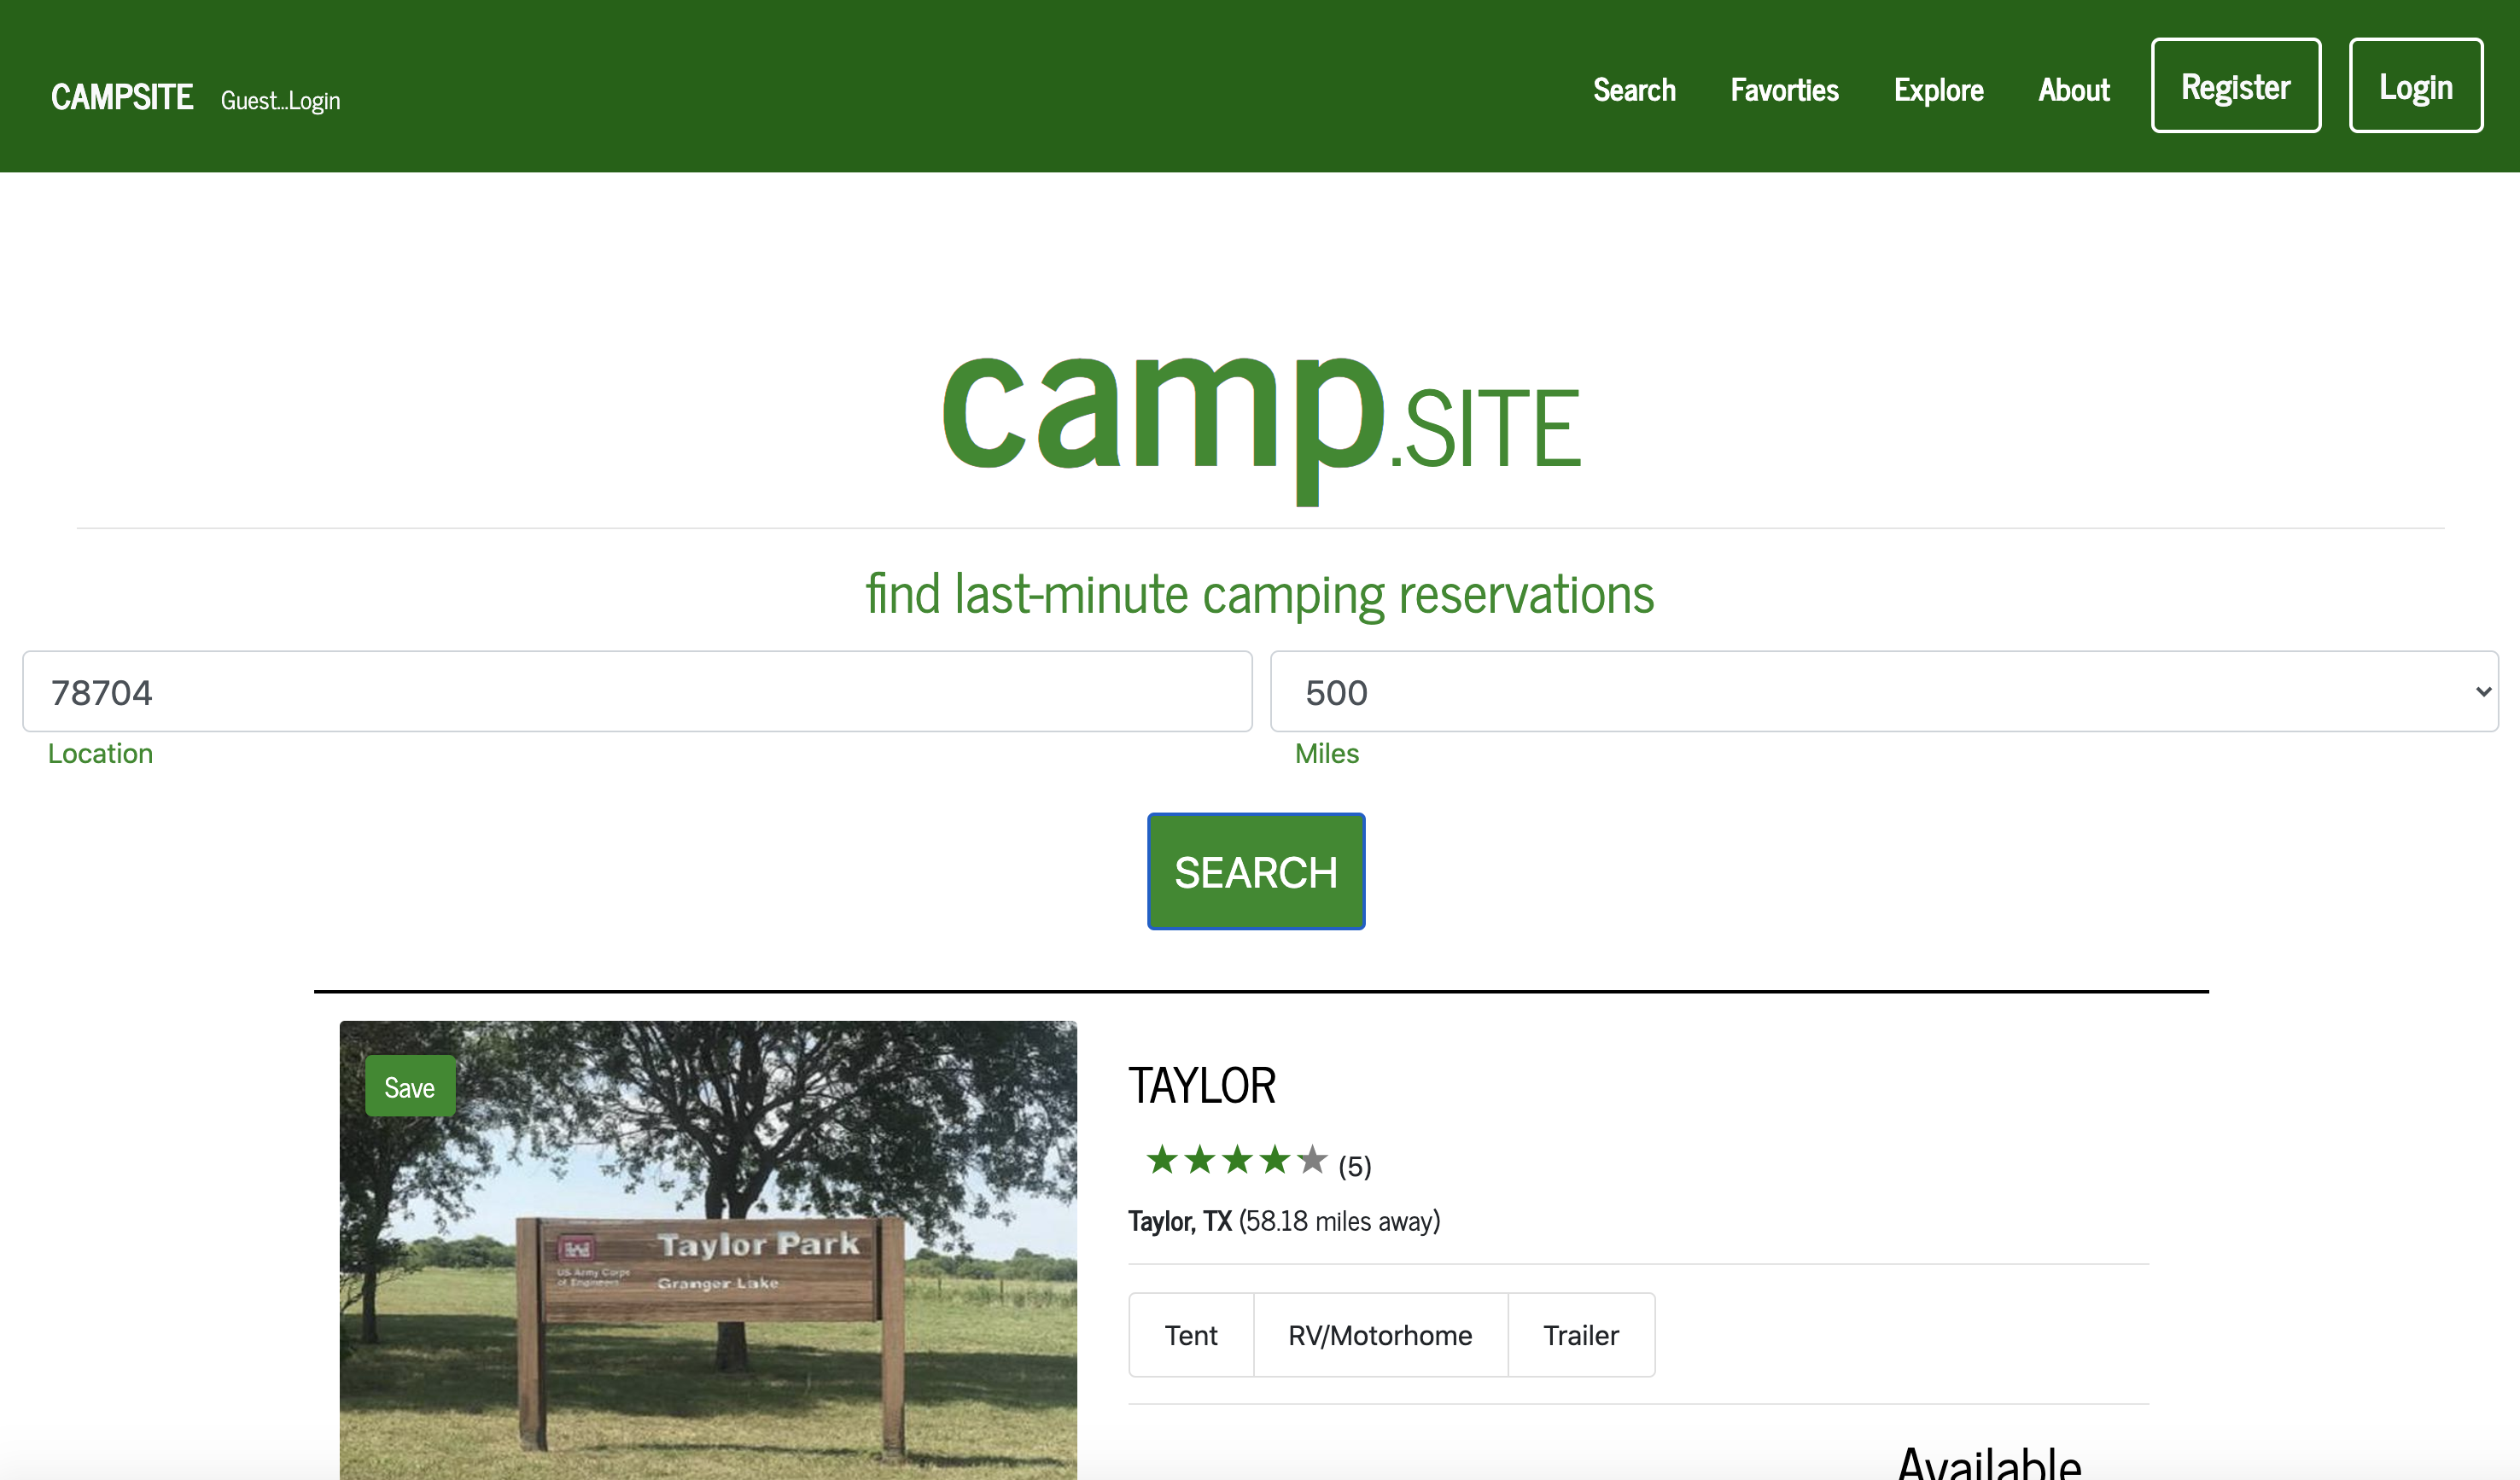 CAMPSITE Guest...Login Search Favorties Explore About Register Login
camp.SITE
find last-minute camping reservations
78704 500
Location Miles
SEARCH
Save
TAYLOR
(5)
Taylor, TX (58.18 miles away)
Taylor Park
US Army Corps
of Engineers
Granger Lake
Tent RV/Motorhome Trailer
Available